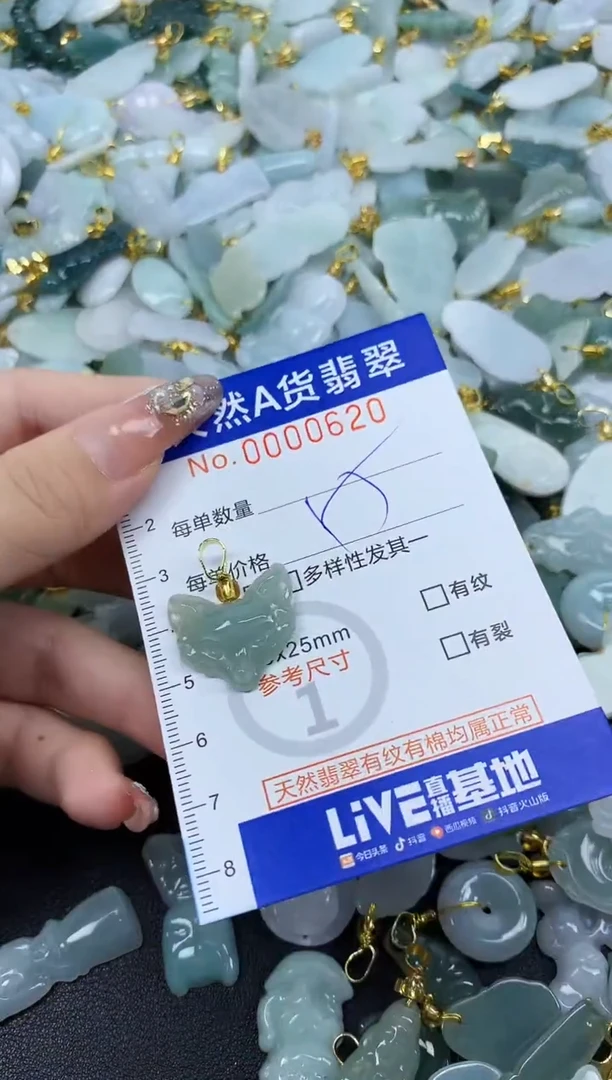 然A货翡翠
No.0000620
2
每单数量
3
每单价格
多样性发其一
有纹
x25mm
有裂
参考尺寸
5
1
6
天然翡翠有纹有棉均属正常
7
LiVE直播基地
8
今日头条 抖音 西瓜视频 抖音火山版